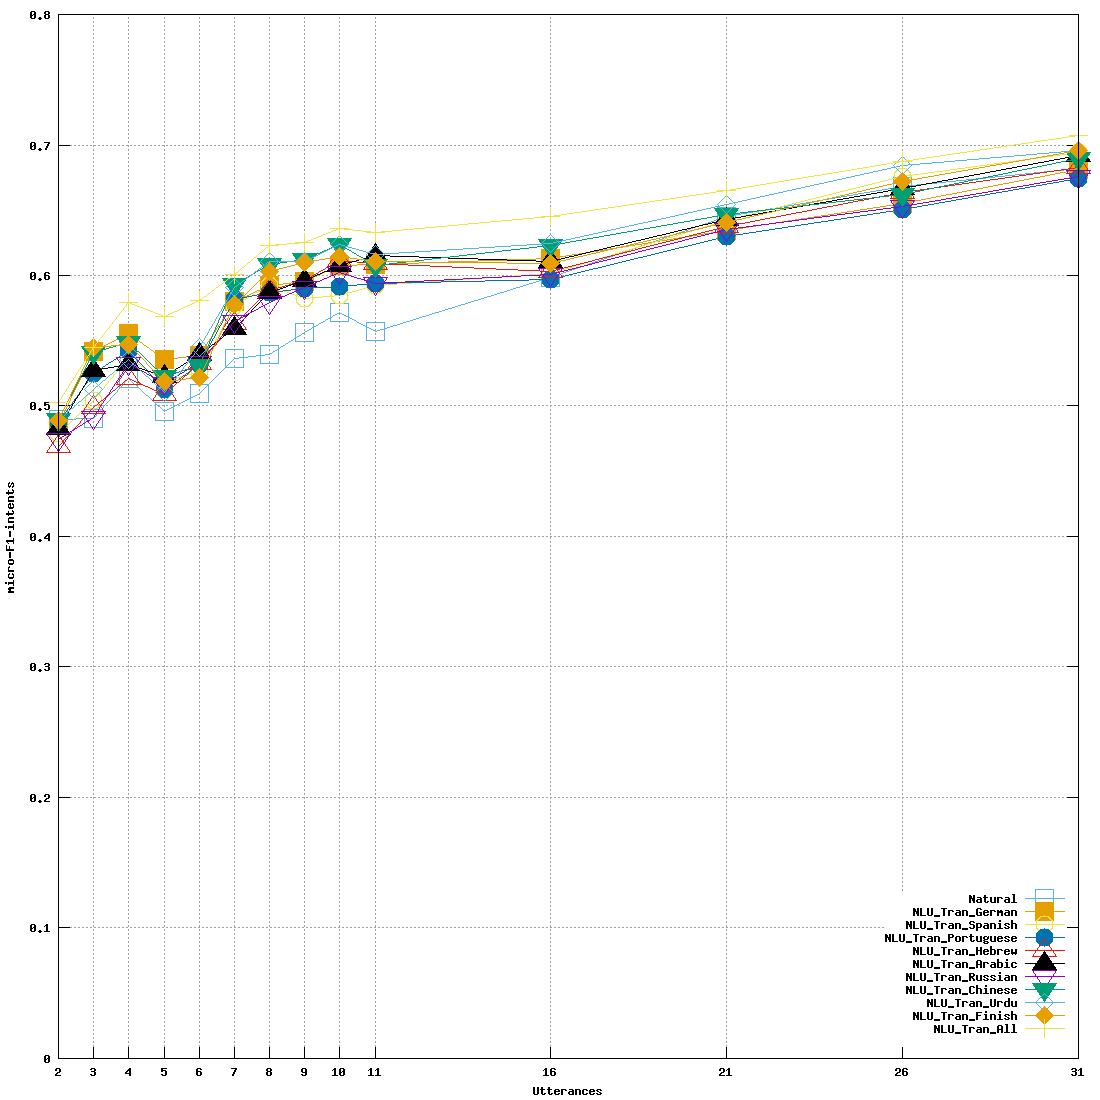 0.8
0.7
0.6
0.5
0.4
0.3
0.2
0.1
0
micro-F1-intents
Natural
NLU_Tran_German
NLU_Tran_Spanish
NLU_Tran_Portuguese
NLU_Tran_Hebrew
NLU_Tran_Arabic
NLU_Tran_Russian
NLU_Tran_Chinese
NLU_Tran_Urdu
NLU_Tran_Finish
NLU_Tran_All
2 3 4 5 6 7 8 9 10 11 16 21 26 31
Utterances